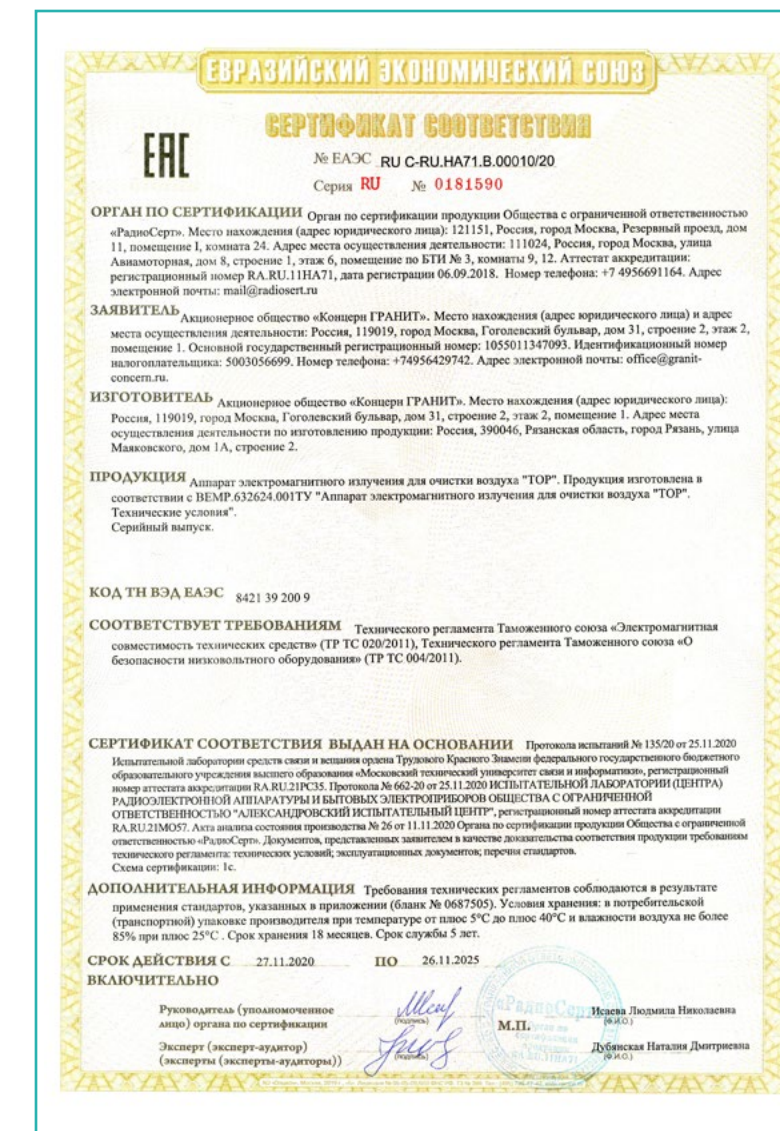 ЕВРАЗИЙСКИЙ ЭКОНОМИЧЕСКИЙ СОЮЗ
СЕРТИФИКАТ СООТВЕТСТВИЯ
ЕАС
№ ЕАЭС RU C-RU.HA71.B.00010/20
Серия RU № 0181590
ОРГАН ПО СЕРТИФИКАЦИИ Орган по сертификации продукции Общества с ограниченной ответственностью
«РадиоСерт». Место нахождения (адрес юридического лица): 121151, Россия, город Москва, Резервный проезд, дом
11, помещение I, комната 24. Адрес места осуществления деятельности: 111024, Россия, город Москва, улица
Авиамоторная, дом 8, строение 1, этаж 6, помещение по БТИ № 3, комнаты 9, 12. Аттестат аккредитации:
регистрационный номер RA.RU.11HA71, дата регистрации 06.09.2018. Номер телефона: +7 4956691164. Адрес
электронной почты: mail@radiosert.ru
ЗАЯВИТЕЛЬ Акционерное общество «Концерн ГРАНИТ». Место нахождения (адрес юридического лица) и адрес
места осуществления деятельности: Россия, 119019, город Москва, Гоголевский бульвар, дом 31, строение 2, этаж 2,
помещение 1. Основной государственный регистрационный номер: 1055011347093. Идентификационный номер
налогоплательщика: 5003056699. Номер телефона: +74956429742. Адрес электронной почты: office@granit-
concern.ru.
ИЗГОТОВИТЕЛЬ Акционерное общество «Концерн ГРАНИТ». Место нахождения (адрес юридического лица):
Россия, 119019, город Москва, Гоголевский бульвар, дом 31, строение 2, этаж 2, помещение 1. Адрес места
осуществления деятельности по изготовлению продукции: Россия, 390046, Рязанская область, город Рязань, улица
Маяковского, дом 1А, строение 2.
ПРОДУКЦИЯ Аппарат электромагнитного излучения для очистки воздуха "ТОР". Продукция изготовлена в
соответствии с ВЕМР.632624.001ТУ "Аппарат электромагнитного излучения для очистки воздуха "ТОР".
Технические условия".
Серийный выпуск.
КОД ТН ВЭД ЕАЭС 8421 39 200 9
СООТВЕТСТВУЕТ ТРЕБОВАНИЯМ Технического регламента Таможенного союза «Электромагнитная
совместимость технических средств» (ТР ТС 020/2011), Технического регламента Таможенного союза «О
безопасности низковольтного оборудования» (ТР ТС 004/2011).
СЕРТИФИКАТ СООТВЕТСТВИЯ ВЫДАН НА ОСНОВАНИИ Протокола испытаний № 135/20 от 25.11.2020
Испытательной лаборатории средств связи и вещания ордена Трудового Красного Знамени федерального государственного бюджетного
образовательного учреждения высшего образования «Московский технический университет связи и информатики», регистрационный
номер аттестата аккредитации RA.RU.21PC35. Протокола № 662-20 от 25.11.2020 ИСПЫТАТЕЛЬНОЙ ЛАБОРАТОРИИ (ЦЕНТРА)
РАДИОЭЛЕКТРОННОЙ АППАРАТУРЫ И БЫТОВЫХ ЭЛЕКТРОПРИБОРОВ ОБЩЕСТВА С ОГРАНИЧЕННОЙ
ОТВЕТСТВЕННОСТЬЮ "АЛЕКСАНДРОВСКИЙ ИСПЫТАТЕЛЬНЫЙ ЦЕНТР", регистрационный номер аттестата аккредитации
RA.RU.21MO57. Акта анализа состояния производства № 26 от 11.11.2020 Органа по сертификации продукции Общества с ограниченной
ответственностью «РадиоСерт». Документов, представленных заявителем в качестве доказательства соответствия продукции требованиям
технического регламента: технических условий; эксплуатационных документов; перечня стандартов.
Схема сертификации: 1с.
ДОПОЛНИТЕЛЬНАЯ ИНФОРМАЦИЯ Требования технических регламентов соблюдаются в результате
применения стандартов, указанных в приложении (бланк № 0687505). Условия хранения: в потребительской
(транспортной) упаковке производителя при температуре от плюс 5°С до плюс 40°С и влажности воздуха не более
85% при плюс 25°С . Срок хранения 18 месяцев. Срок службы 5 лет.
СРОК ДЕЙСТВИЯ С 27.11.2020 ПО 26.11.2025
ВКЛЮЧИТЕЛЬНО
Руководитель (уполномоченное
лицо) органа по сертификации
(подпись)
М.П.
Исаева Людмила Николаевна
(Ф.И.О.)
Эксперт (эксперт-аудитор)
(эксперты (эксперты-аудиторы))
(подпись)
Дубянская Наталия Дмитриевна
(Ф.И.О.)
«РадиоСерт»